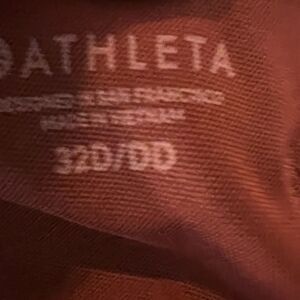 ATHLETA
DESIGNED IN SAN FRANCISCO
MADE IN VIETNAM
32D/DD